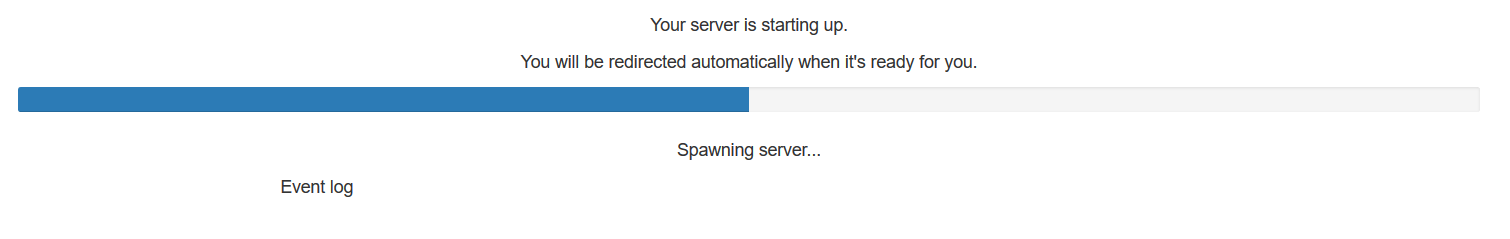 Your server is starting up.
You will be redirected automatically when it's ready for you.
Spawning server...
Event log